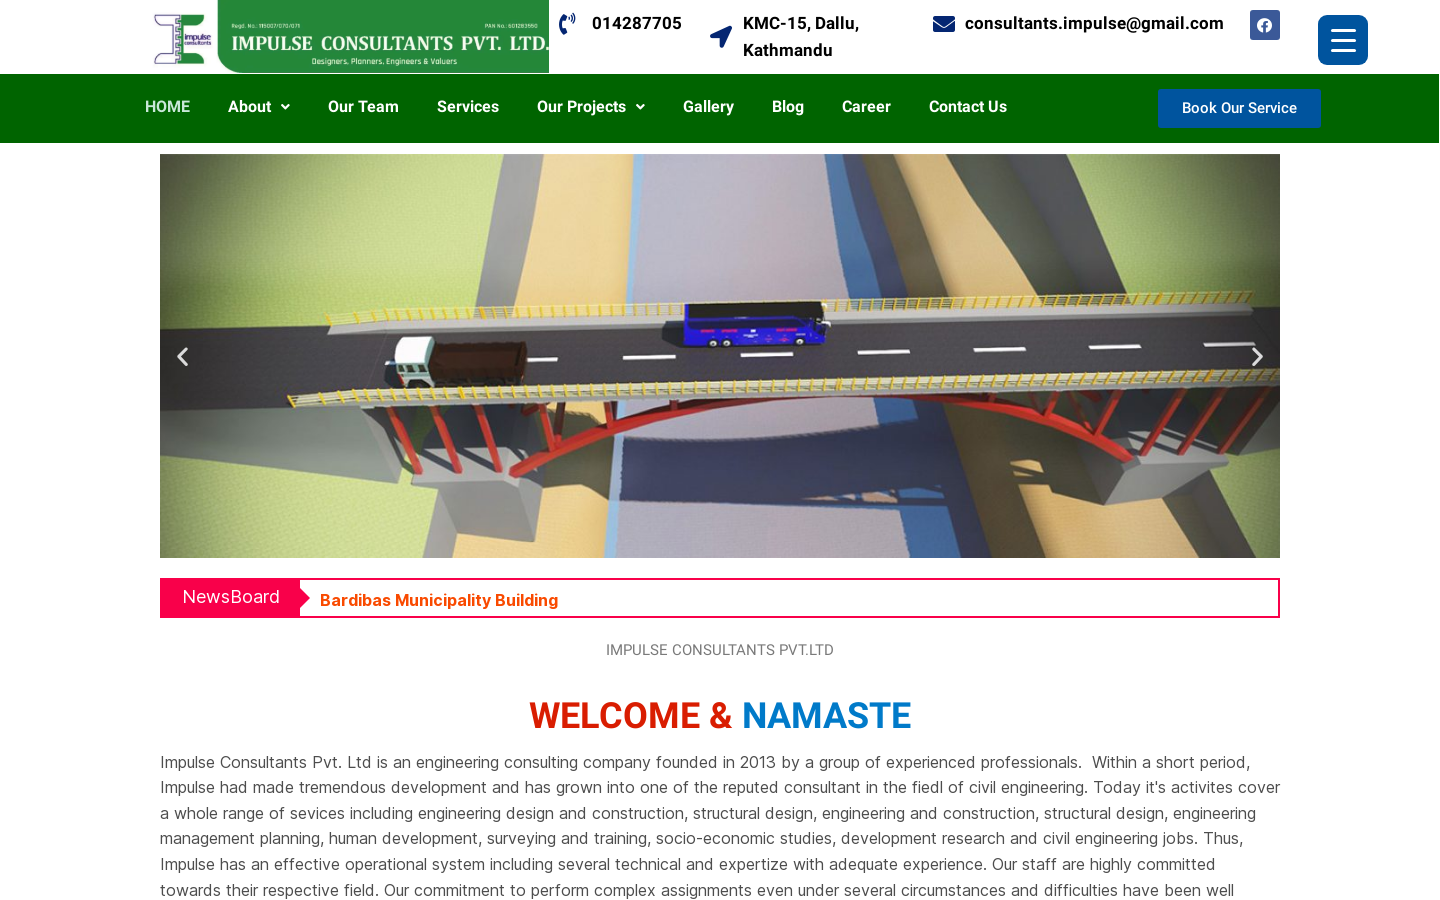 impulse
consultants
Regd. No.: 115007/070/071
PAN No.: 601283950
IMPULSE CONSULTANTS PVT. LTD.
Designers, Planners, Engineers & Valuers
014287705
KMC-15, Dallu,
Kathmandu
consultants.impulse@gmail.com
HOME About Our Team Services Our Projects Gallery Blog Career Contact Us
Book Our Service
NewsBoard
Bardibas Municipality Building
IMPULSE CONSULTANTS PVT.LTD
WELCOME & NAMASTE
Impulse Consultants Pvt. Ltd is an engineering consulting company founded in 2013 by a group of experienced professionals.  Within a short period,
Impulse had made tremendous development and has grown into one of the reputed consultant in the fiedl of civil engineering. Today it's activites cover
a whole range of sevices including engineering design and construction, structural design, engineering and construction, structural design, engineering
management planning, human development, surveying and training, socio-economic studies, development research and civil engineering jobs. Thus,
Impulse has an effective operational system including several technical and expertize with adequate experience. Our staff are highly committed
towards their respective field. Our commitment to perform complex assignments even under several circumstances and difficulties have been well